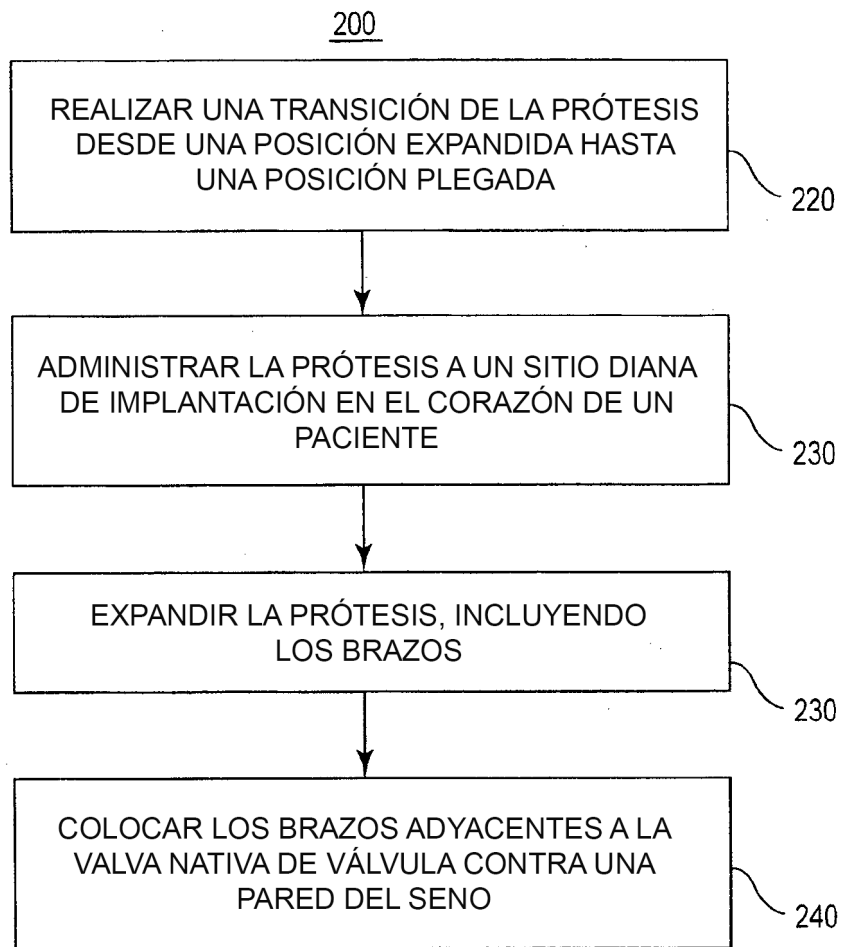 200
REALIZAR UNA TRANSICIÓN DE LA PRÓTESIS
DESDE UNA POSICIÓN EXPANDIDA HASTA
UNA POSICIÓN PLEGADA
220
ADMINISTRAR LA PRÓTESIS A UN SITIO DIANA
DE IMPLANTACIÓN EN EL CORAZÓN DE UN
PACIENTE
230
EXPANDIR LA PRÓTESIS, INCLUYENDO
LOS BRAZOS
230
COLOCAR LOS BRAZOS ADYACENTES A LA
VALVA NATIVA DE VÁLVULA CONTRA UNA
PARED DEL SENO
240